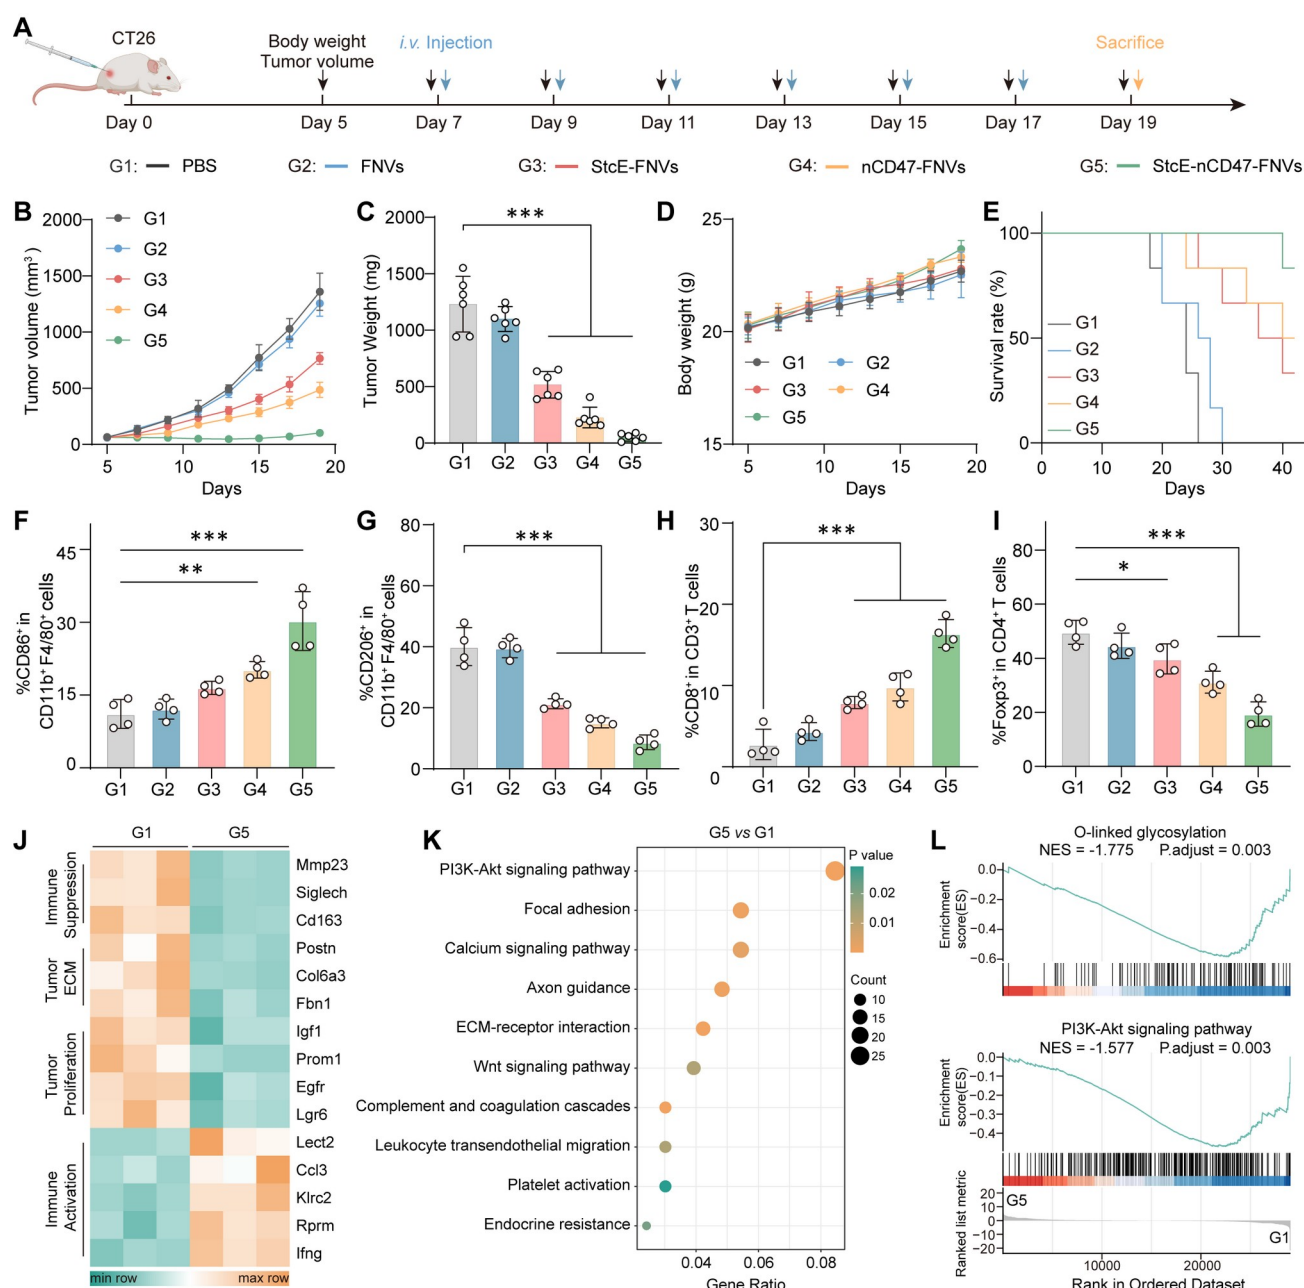 A
CT26
Body weight
Tumor volume
i.v. Injection
Sacrifice
Day 0
Day 5
Day 7
Day 9
Day 11
Day 13
Day 15
Day 17
Day 19
G1: PBS
G2: FNVs
G3: StcE-FNVs
G4: nCD47-FNVs
G5: StcE-nCD47-FNVs
B
Tumor volume (mm³)
2000
1500
1000
500
0
G1
G2
G3
G4
G5
5 10 15 20
Days
C
Tumor Weight (mg)
2000
1500
1000
500
0
***
G1 G2 G3 G4 G5
D
Body weight (g)
25
20
15
G1 G2
G3 G4
G5
5 10 15 20
Days
E
Survival rate (%)
100
50
0
G1
G2
G3
G4
G5
0 10 20 30 40
Days
F
%CD86⁺ in
CD11b⁺ F4/80⁺ cells
45
30
15
0
***
**
G1 G2 G3 G4 G5
G
%CD206⁺ in
CD11b⁺ F4/80⁺ cells
80
60
40
20
0
***
G1 G2 G3 G4 G5
H
%CD8⁺ in CD3⁺ T cells
30
20
10
0
***
G1 G2 G3 G4 G5
I
%Foxp3⁺ in CD4⁺ T cells
80
60
40
20
0
***
*
G1 G2 G3 G4 G5
J
G1 G5
Immune
Suppression
Tumor
ECM
Tumor
Proliferation
Immune
Activation
Mmp23
Siglech
Cd163
Postn
Col6a3
Fbn1
Igf1
Prom1
Egfr
Lgr6
Lect2
Ccl3
Klrc2
Rprm
Ifng
min row max row
K
G5 vs G1
PI3K-Akt signaling pathway
Focal adhesion
Calcium signaling pathway
Axon guidance
ECM-receptor interaction
Wnt signaling pathway
Complement and coagulation cascades
Leukocyte transendothelial migration
Platelet activation
Endocrine resistance
0.04 0.06 0.08
Gene Ratio
P value
0.02
0.01
Count
10
15
20
25
L
O-linked glycosylation
NES = -1.775 P.adjust = 0.003
Enrichment
score(ES)
0.0
−0.2
−0.4
−0.6
PI3K-Akt signaling pathway
NES = -1.577 P.adjust = 0.003
Enrichment
score(ES)
0.0
−0.1
−0.2
−0.3
−0.4
Ranked list metric
20
10
0
−10
−20
G5
G1
10000 20000
Rank in Ordered Dataset